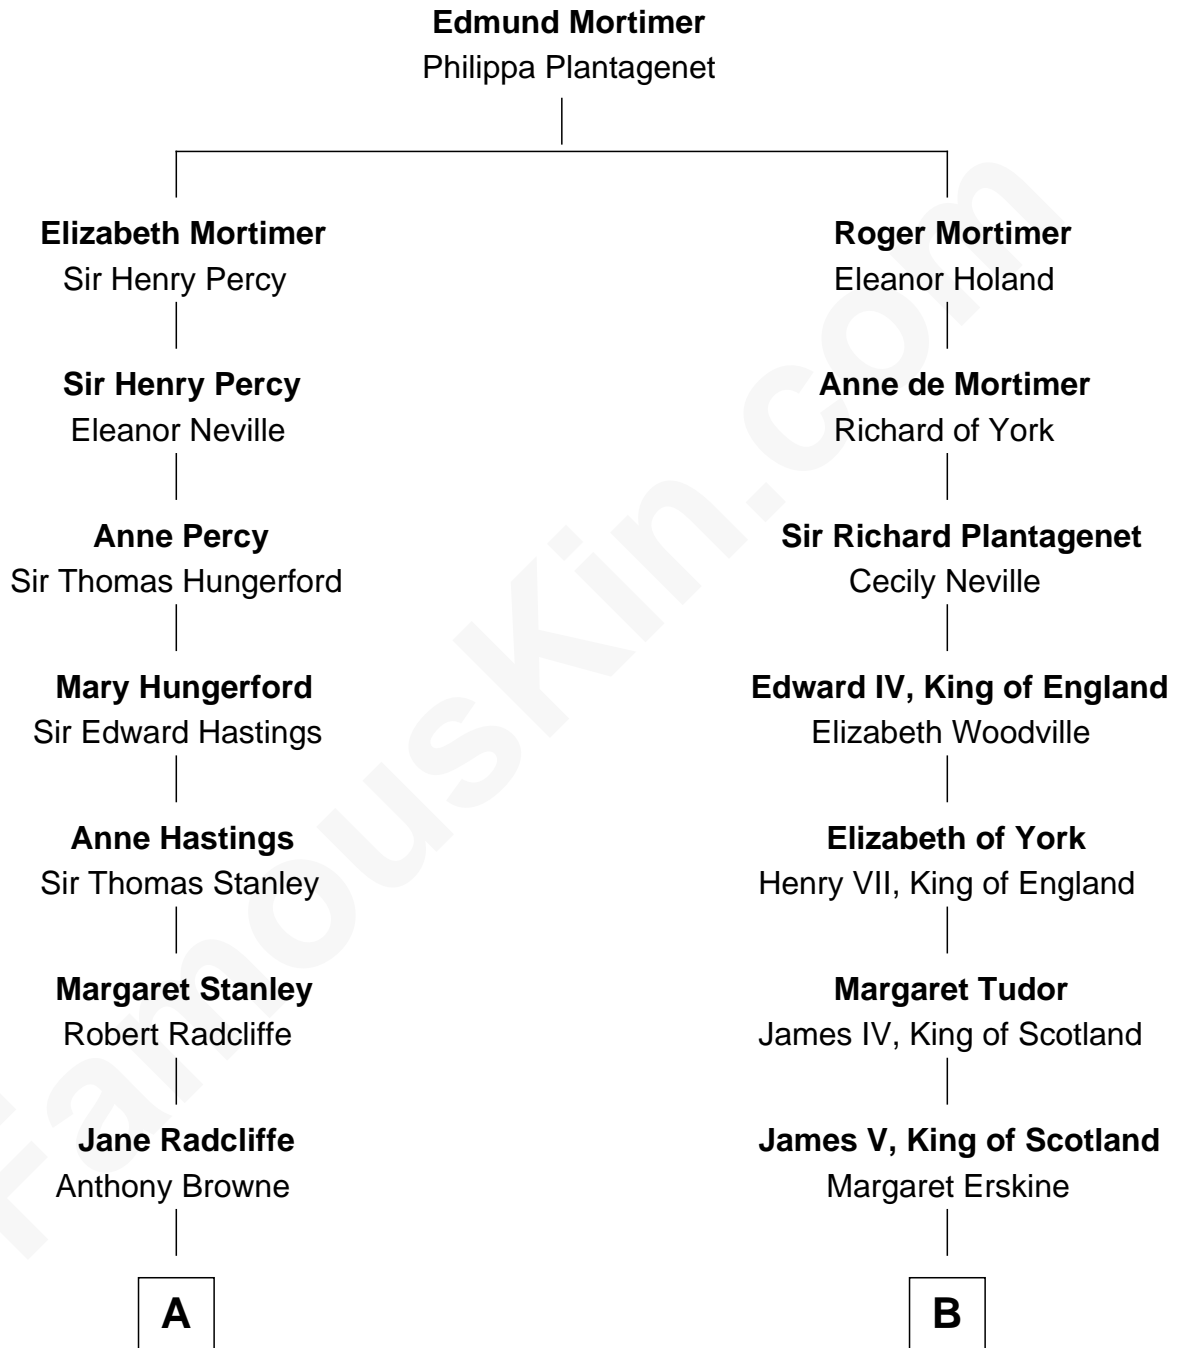 Edmund Mortimer
Philippa Plantagenet
Elizabeth Mortimer
Sir Henry Percy
Roger Mortimer
Eleanor Holand
Sir Henry Percy
Eleanor Neville
Anne de Mortimer
Richard of York
Anne Percy
Sir Thomas Hungerford
Sir Richard Plantagenet
Cecily Neville
Mary Hungerford
Sir Edward Hastings
Edward IV, King of England
Elizabeth Woodville
Anne Hastings
Sir Thomas Stanley
Elizabeth of York
Henry VII, King of England
Margaret Stanley
Robert Radcliffe
Margaret Tudor
James IV, King of Scotland
Jane Radcliffe
Anthony Browne
James V, King of Scotland
Margaret Erskine
A
B
FamousKin.com